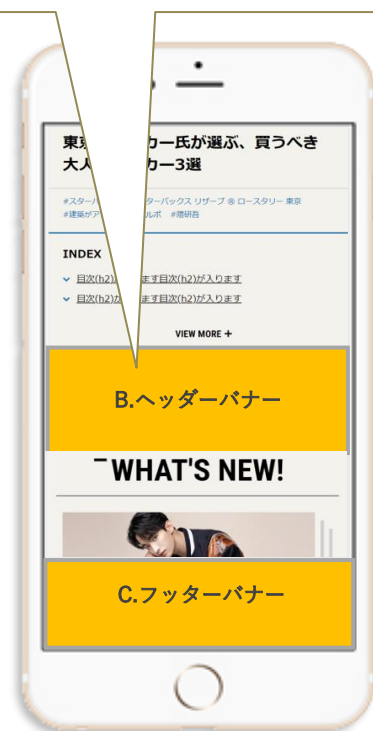 東 カー氏が選ぶ、買うべき
大人 カー3選
#スターバ ターバックス リザーブ ® ロースタリー 東京
#建築がア ルポ #隈研吾
INDEX
目次(h2) ます目次(h2)が入ります
目次(h2)が ます目次(h2)が入ります
VIEW MORE +
B.ヘッダーバナー
WHAT'S NEW!
C.フッターバナー